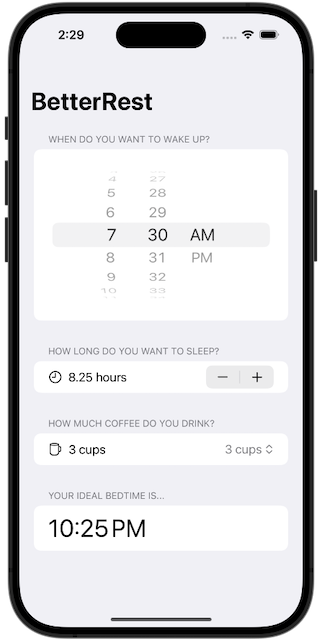 2:29
BetterRest
WHEN DO YOU WANT TO WAKE UP?
4 27
5 28
6 29
7 30 AM
8 31 PM
9 32
10 33
HOW LONG DO YOU WANT TO SLEEP?
8.25 hours − +
HOW MUCH COFFEE DO YOU DRINK?
3 cups 3 cups
YOUR IDEAL BEDTIME IS...
10:25 PM